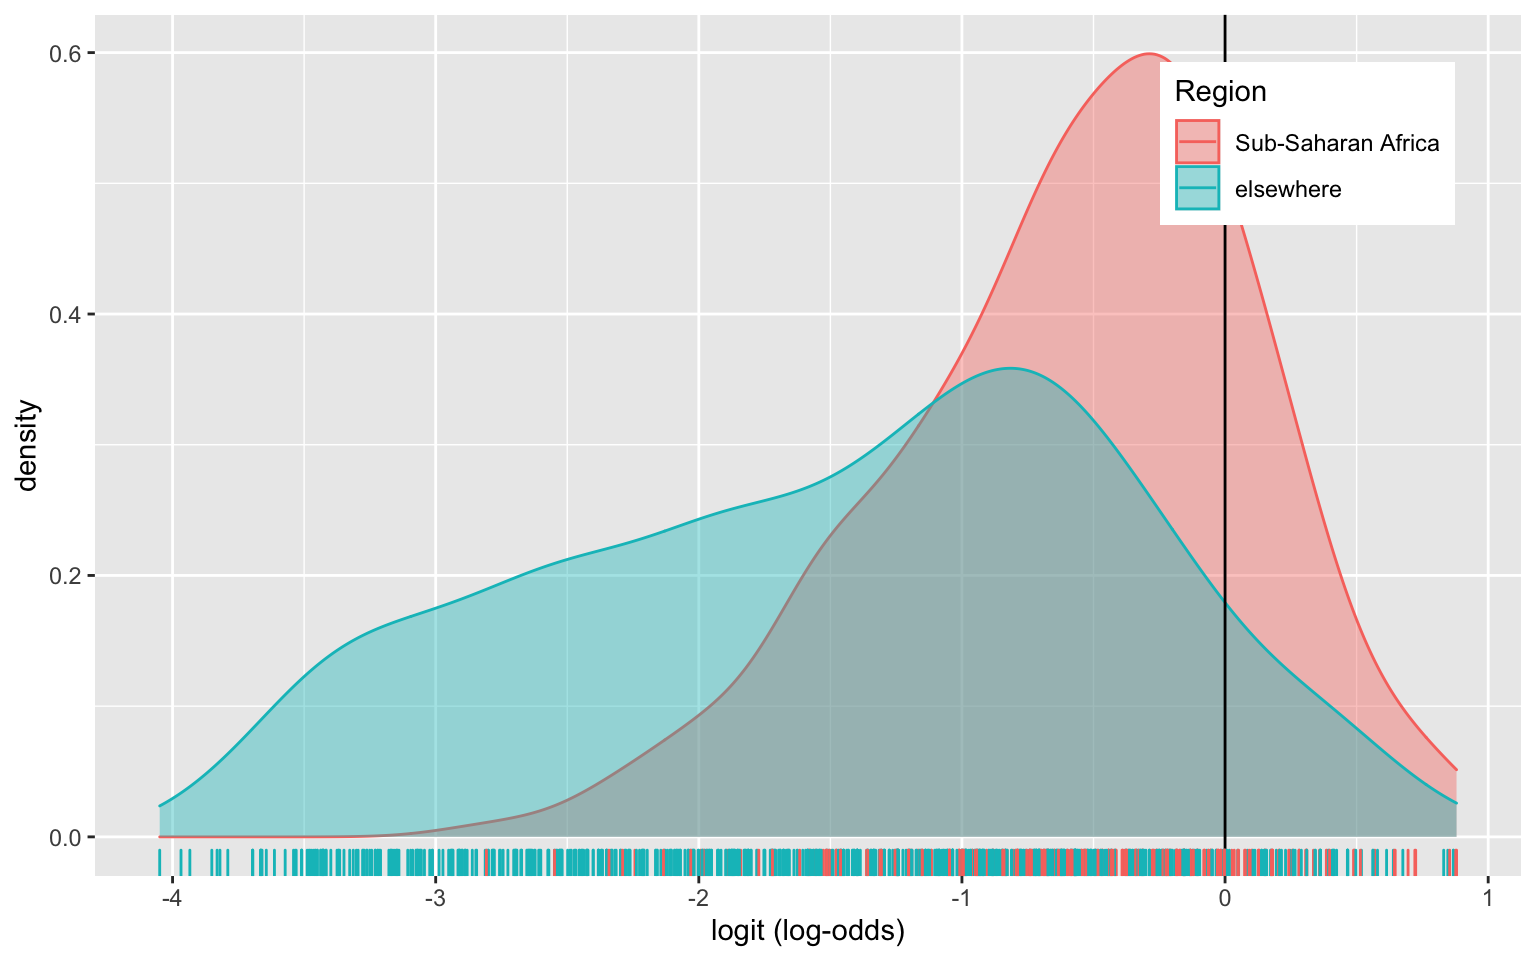 0.6
0.4
0.2
0.0
density
Region
Sub-Saharan Africa
elsewhere
-4 -3 -2 -1 0 1
logit (log-odds)